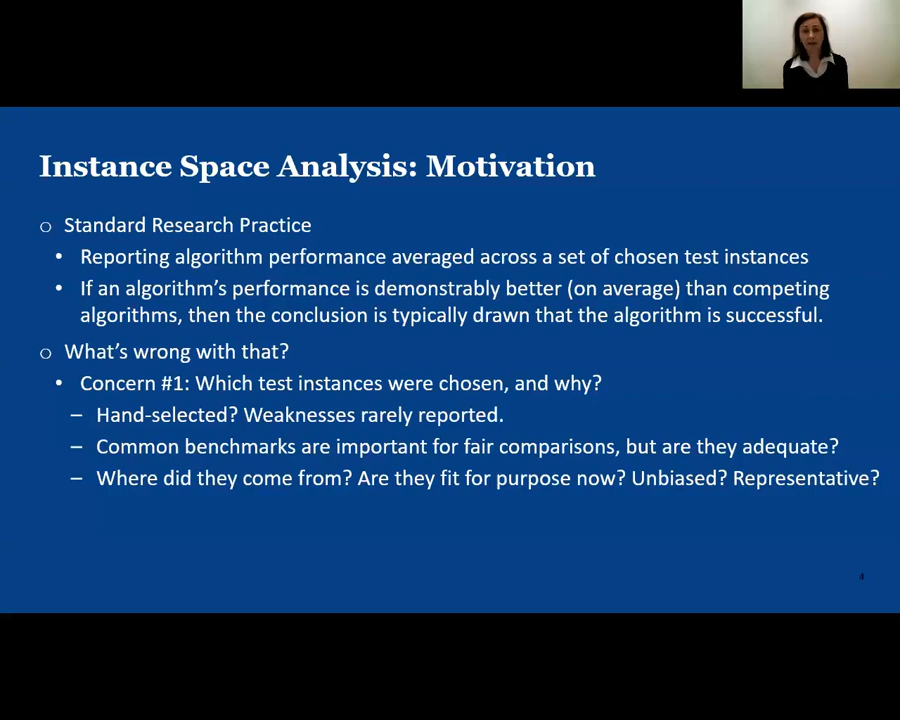 Instance Space Analysis: Motivation
Standard Research Practice
• Reporting algorithm performance averaged across a set of chosen test instances
• If an algorithm's performance is demonstrably better (on average) than competing
algorithms, then the conclusion is typically drawn that the algorithm is successful.
What's wrong with that?
• Concern #1: Which test instances were chosen, and why?
– Hand-selected? Weaknesses rarely reported.
– Common benchmarks are important for fair comparisons, but are they adequate?
– Where did they come from? Are they fit for purpose now? Unbiased? Representative?
4